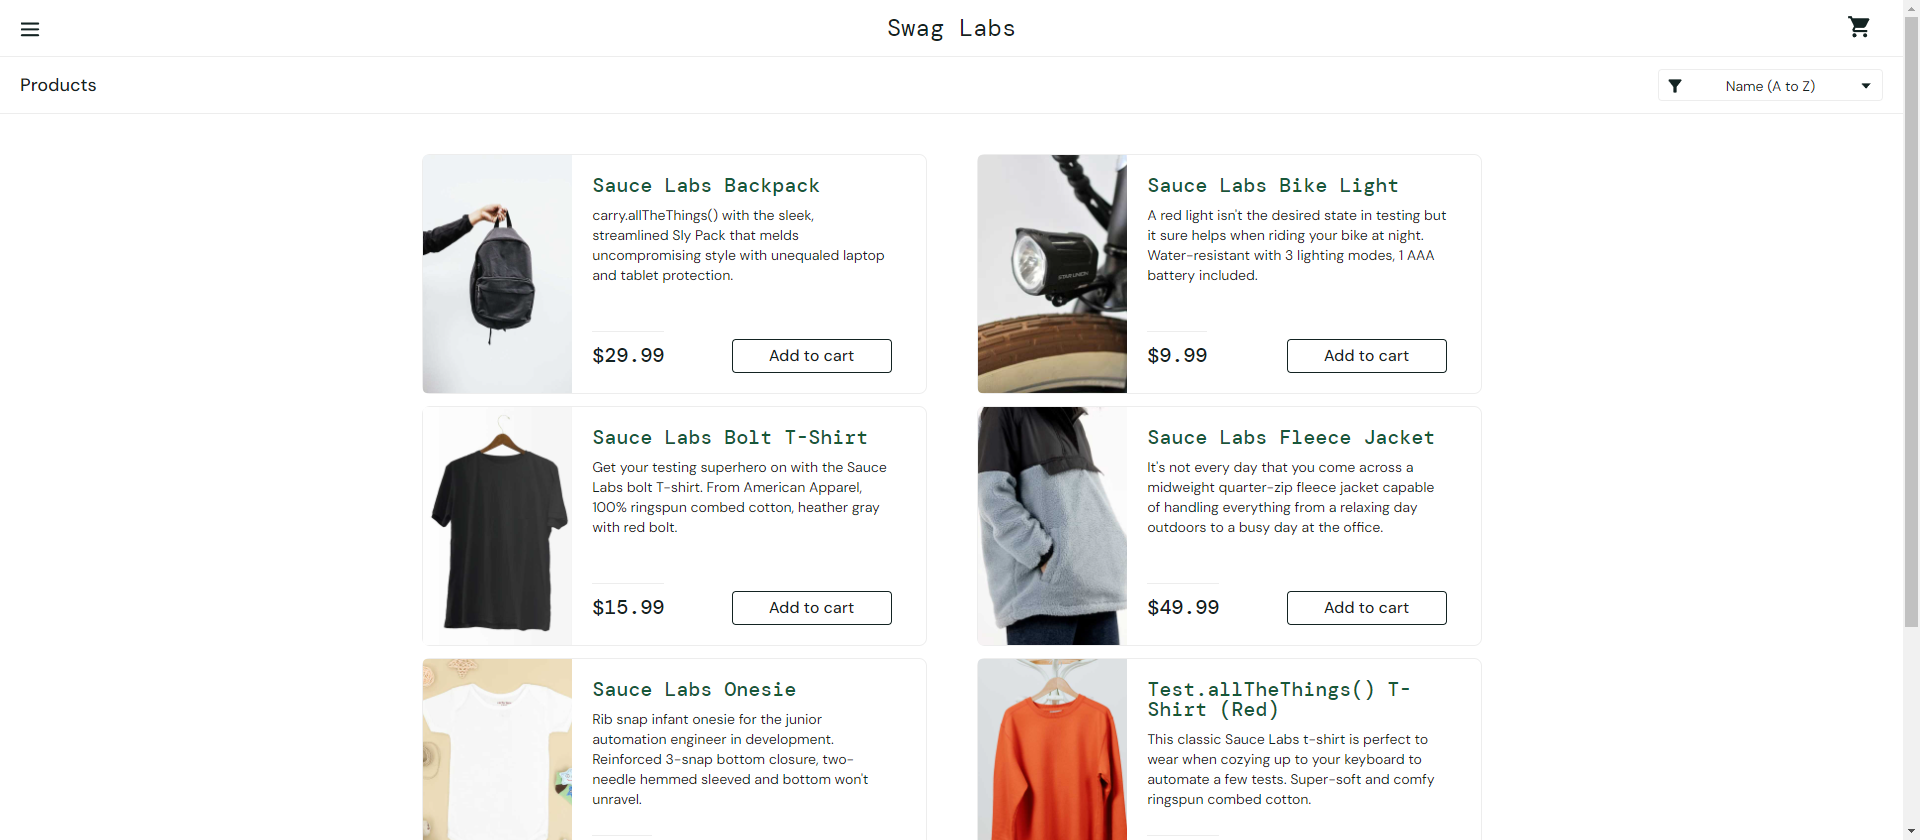 Swag Labs
Products
Name (A to Z)
Sauce Labs Backpack
carry.allTheThings() with the sleek,
streamlined Sly Pack that melds
uncompromising style with unequaled laptop
and tablet protection.
$29.99
Add to cart
Sauce Labs Bike Light
A red light isn't the desired state in testing but
it sure helps when riding your bike at night.
Water-resistant with 3 lighting modes, 1 AAA
battery included.
STAR UNION
$9.99
Add to cart
Sauce Labs Bolt T-Shirt
Get your testing superhero on with the Sauce
Labs bolt T-shirt. From American Apparel,
100% ringspun combed cotton, heather gray
with red bolt.
$15.99
Add to cart
Sauce Labs Fleece Jacket
It's not every day that you come across a
midweight quarter-zip fleece jacket capable
of handling everything from a relaxing day
outdoors to a busy day at the office.
$49.99
Add to cart
Sauce Labs Onesie
Rib snap infant onesie for the junior
automation engineer in development.
Reinforced 3-snap bottom closure, two-
needle hemmed sleeved and bottom won't
unravel.
Test.allTheThings() T-
Shirt (Red)
This classic Sauce Labs t-shirt is perfect to
wear when cozying up to your keyboard to
automate a few tests. Super-soft and comfy
ringspun combed cotton.